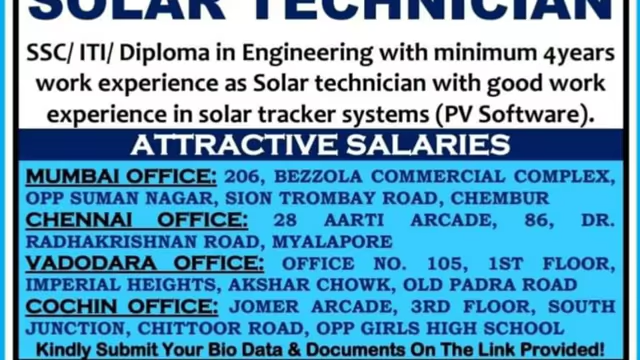 SOLAR TECHNICIAN
SSC/ ITI/ Diploma in Engineering with minimum 4years
work experience as Solar technician with good work
experience in solar tracker systems (PV Software).
ATTRACTIVE SALARIES
MUMBAI OFFICE: 206, BEZZOLA COMMERCIAL COMPLEX,
OPP SUMAN NAGAR, SION TROMBAY ROAD, CHEMBUR
CHENNAI OFFICE: 28 AARTI ARCADE, 86, DR.
RADHAKRISHNAN ROAD, MYALAPORE
VADODARA OFFICE: OFFICE NO. 105, 1ST FLOOR,
IMPERIAL HEIGHTS, AKSHAR CHOWK, OLD PADRA ROAD
COCHIN OFFICE: JOMER ARCADE, 3RD FLOOR, SOUTH
JUNCTION, CHITTOOR ROAD, OPP GIRLS HIGH SCHOOL
Kindly Submit Your Bio Data & Documents On The Link Provided!